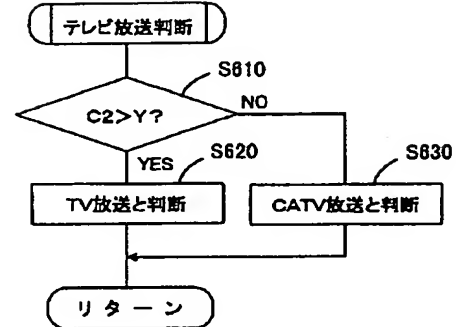 テレビ放送判断
S610
C2>Y?
NO
YES
S620
S630
TV放送と判断
CATV放送と判断
リターン